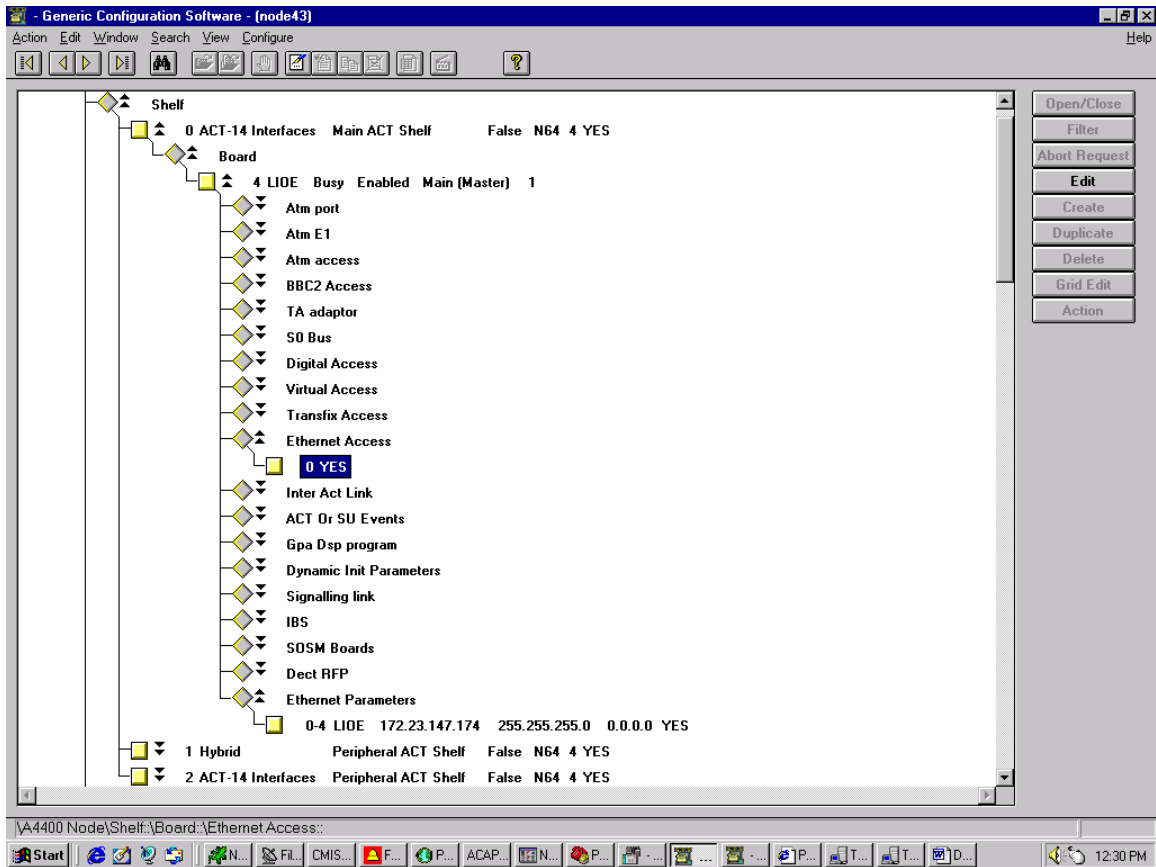 - Generic Configuration Software - (node43)
Action Edit Window Search View Configure Help
Shelf
0 ACT-14 Interfaces Main ACT Shelf False N64 4 YES
Board
4 LIOE Busy Enabled Main (Master) 1
Atm port
Atm E1
Atm access
BBC2 Access
TA adaptor
S0 Bus
Digital Access
Virtual Access
Transfix Access
Ethernet Access
0 YES
Inter Act Link
ACT Or SU Events
Gpa Dsp program
Dynamic Init Parameters
Signalling link
IBS
SOSM Boards
Dect RFP
Ethernet Parameters
0-4 LIOE 172.23.147.174 255.255.255.0 0.0.0.0 YES
1 Hybrid Peripheral ACT Shelf False N64 4 YES
2 ACT-14 Interfaces Peripheral ACT Shelf False N64 4 YES
Open/Close
Filter
Abort Request
Edit
Create
Duplicate
Delete
Grid Edit
Action
\A4400 Node\Shelf::\Board::\Ethernet Access::
Start N... Fil... CMIS... F... P... ACAP... N... P... - ... ... - ... P... T... T... D... 12:30 PM